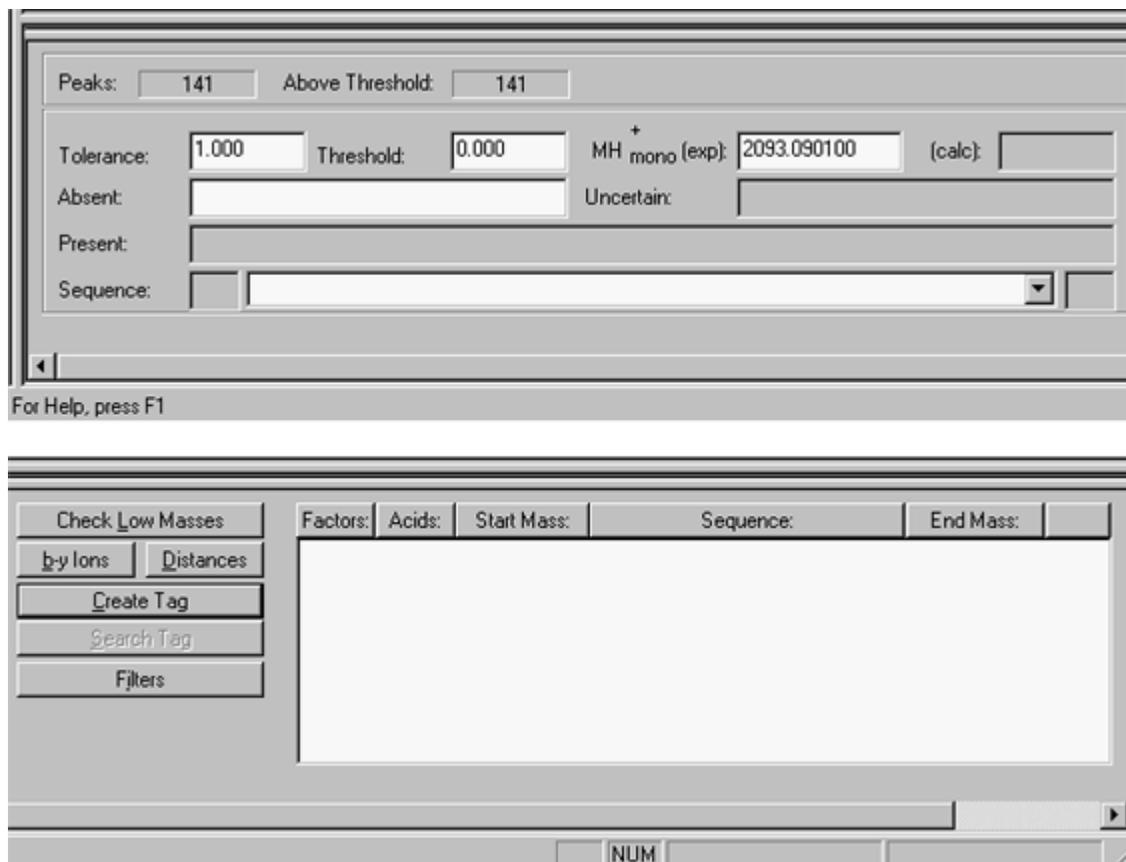 Peaks: 141 Above Threshold: 141
Tolerance: 1.000 Threshold: 0.000 MH + mono (exp): 2093.090100 (calc):
Absent: Uncertain:
Present:
Sequence:
For Help, press F1
Check Low Masses Factors: Acids: Start Mass: Sequence: End Mass:
b-y Ions Distances
Create Tag
Search Tag
Filters
NUM